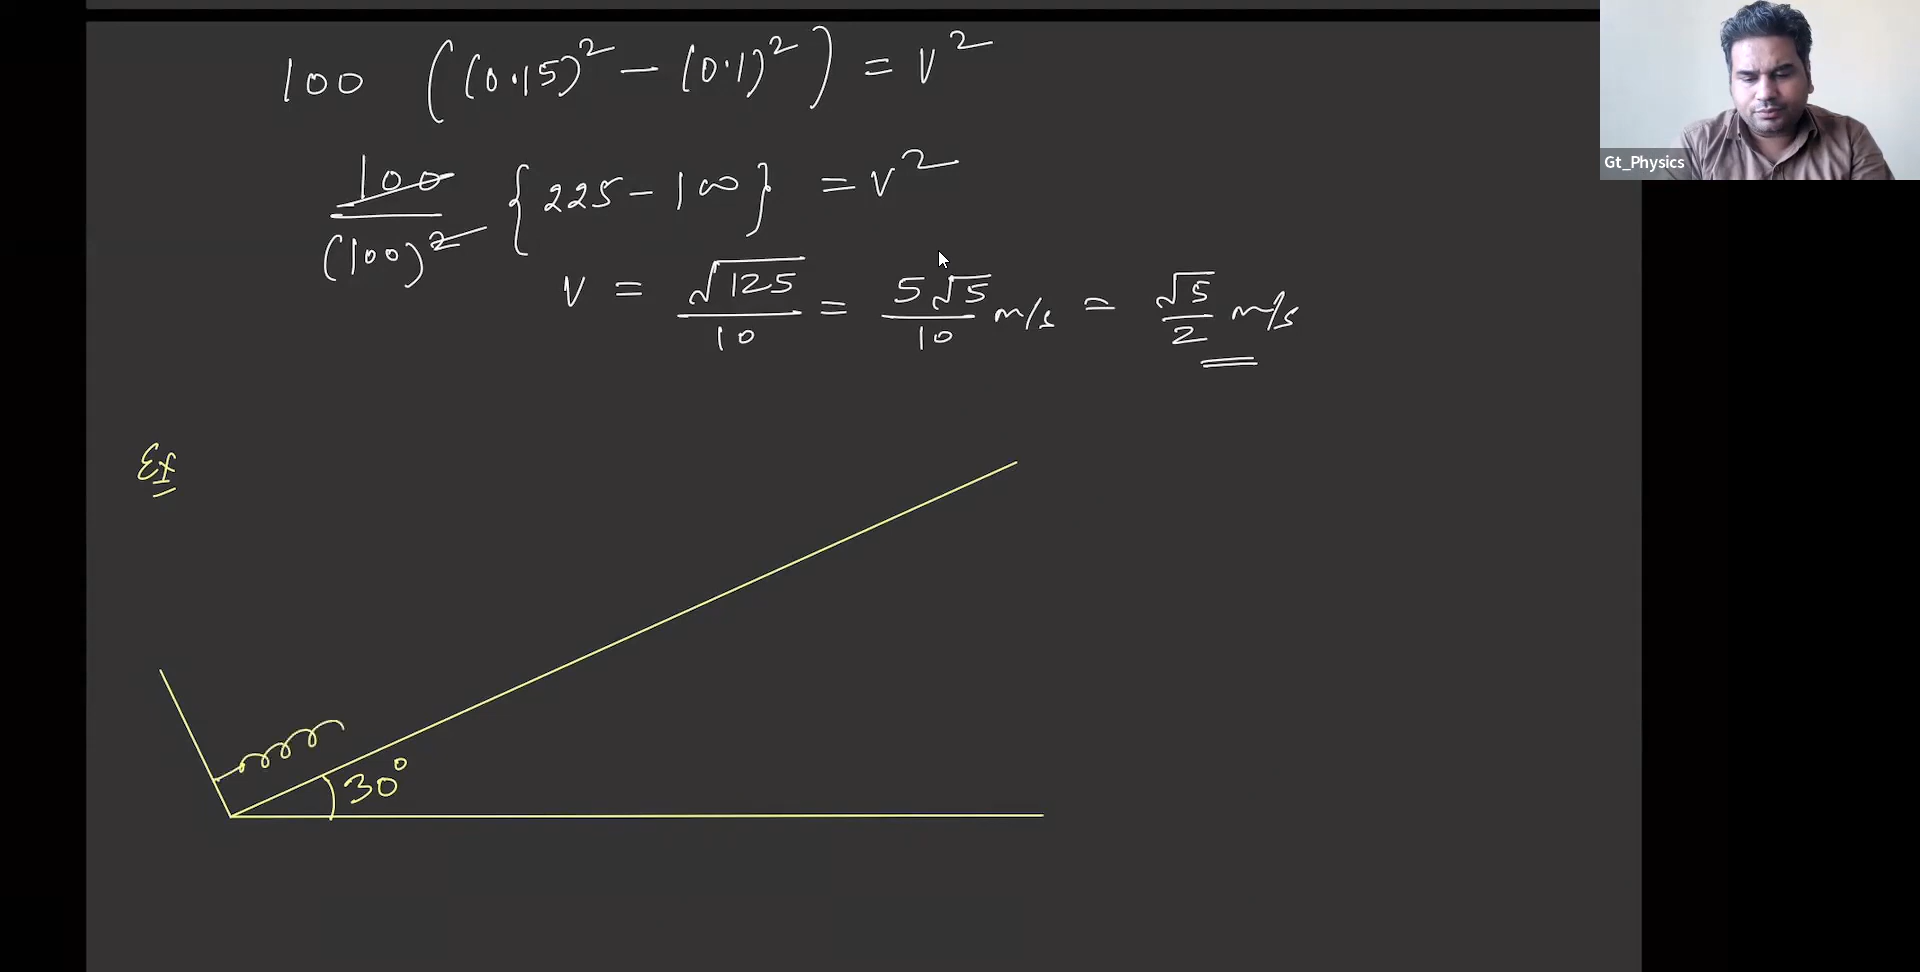 100 ((0.15)² − (0.1)²) = v²
Gt_Physics
100/(100)² {225 − 100} = v²
v = √125/10 = 5√5/10 m/s = √5/2 m/s
Ex
30°